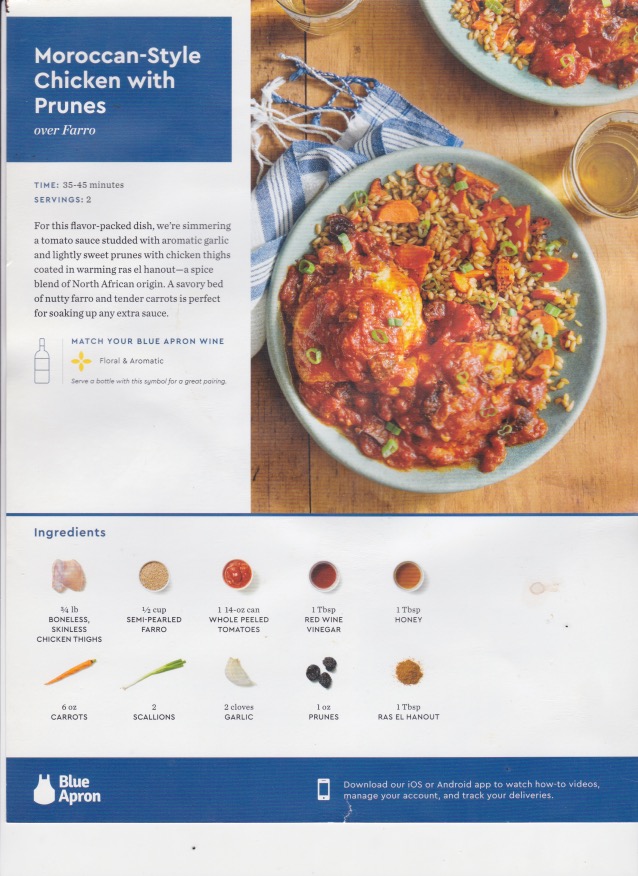 Moroccan-Style
Chicken with
Prunes
over Farro
TIME: 35-45 minutes
SERVINGS: 2
For this flavor-packed dish, we're simmering
a tomato sauce studded with aromatic garlic
and lightly sweet prunes with chicken thighs
coated in warming ras el hanout—a spice
blend of North African origin. A savory bed
of nutty farro and tender carrots is perfect
for soaking up any extra sauce.
MATCH YOUR BLUE APRON WINE
Floral & Aromatic
Serve a bottle with this symbol for a great pairing.
Ingredients
¾ lb
BONELESS,
SKINLESS
CHICKEN THIGHS
½ cup
SEMI-PEARLED
FARRO
1 14-oz can
WHOLE PEELED
TOMATOES
1 Tbsp
RED WINE
VINEGAR
1 Tbsp
HONEY
6 oz
CARROTS
2
SCALLIONS
2 cloves
GARLIC
1 oz
PRUNES
1 Tbsp
RAS EL HANOUT
Blue
Apron
Download our iOS or Android app to watch how-to videos,
manage your account, and track your deliveries.